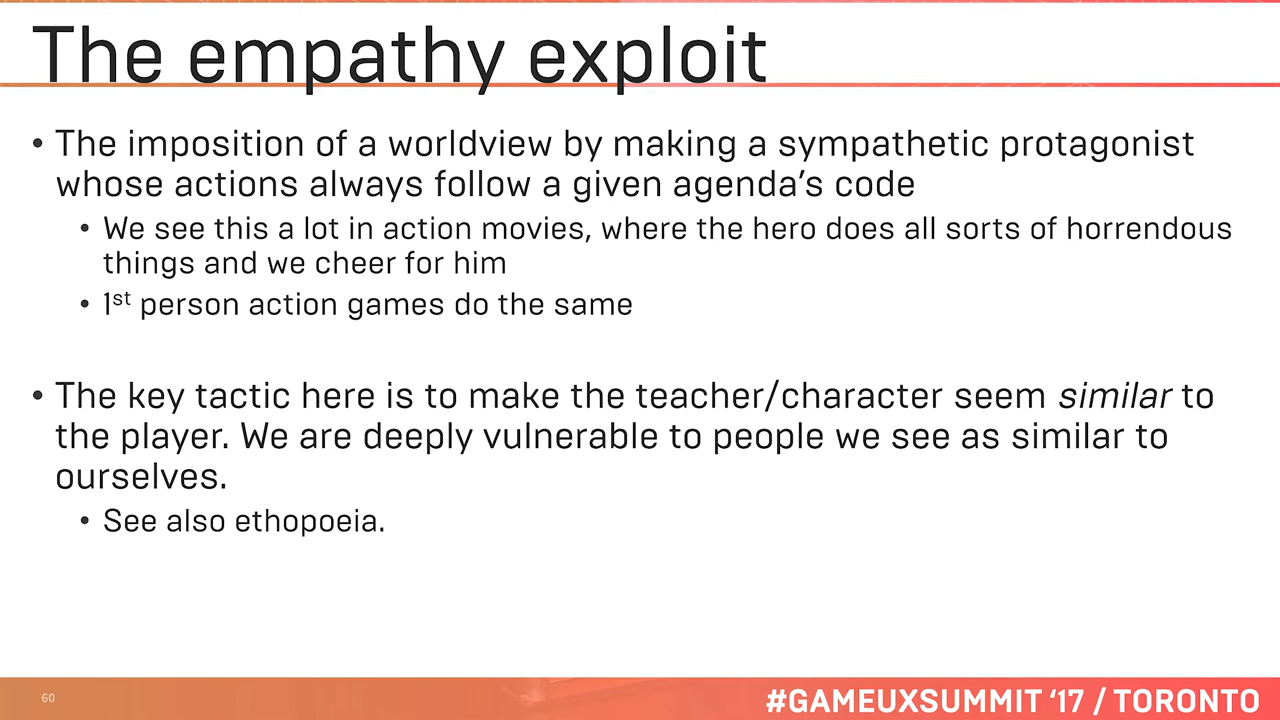 The empathy exploit
• The imposition of a worldview by making a sympathetic protagonist
whose actions always follow a given agenda's code
• We see this a lot in action movies, where the hero does all sorts of horrendous
things and we cheer for him
• 1st person action games do the same
• The key tactic here is to make the teacher/character seem similar to
the player. We are deeply vulnerable to people we see as similar to
ourselves.
• See also ethopoeia.
60
#GAMEUXSUMMIT ‘17 / TORONTO